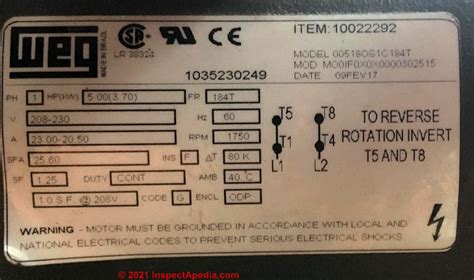 weg
MADE IN BRAZIL
SA
LR 38324
UL
CE
ITEM: 10022292
MODEL 00518OS1C184T
MOD. MO0IF0X0X0000302515
1035230249
DATE 09FEV17
PH 1 HP(kW) 5.00(3.70) FR 184T
V 208-230 Hz 60
A 23.00-20.50 RPM 1750
SFA 25.60 INS F ΔT 80 K
SF 1.25 DUTY CONT AMB 40°C
1.0 S.F. @ 208V CODE G ENCL ODP
T5 T8
T1 T4
L1 L2
TO REVERSE
ROTATION INVERT
T5 AND T8
WARNING - MOTOR MUST BE GROUNDED IN ACCORDANCE WITH LOCAL AND
NATIONAL ELECTRICAL CODES TO PREVENT SERIOUS ELECTRICAL SHOCKS.
© 2021 InspectApedia.com